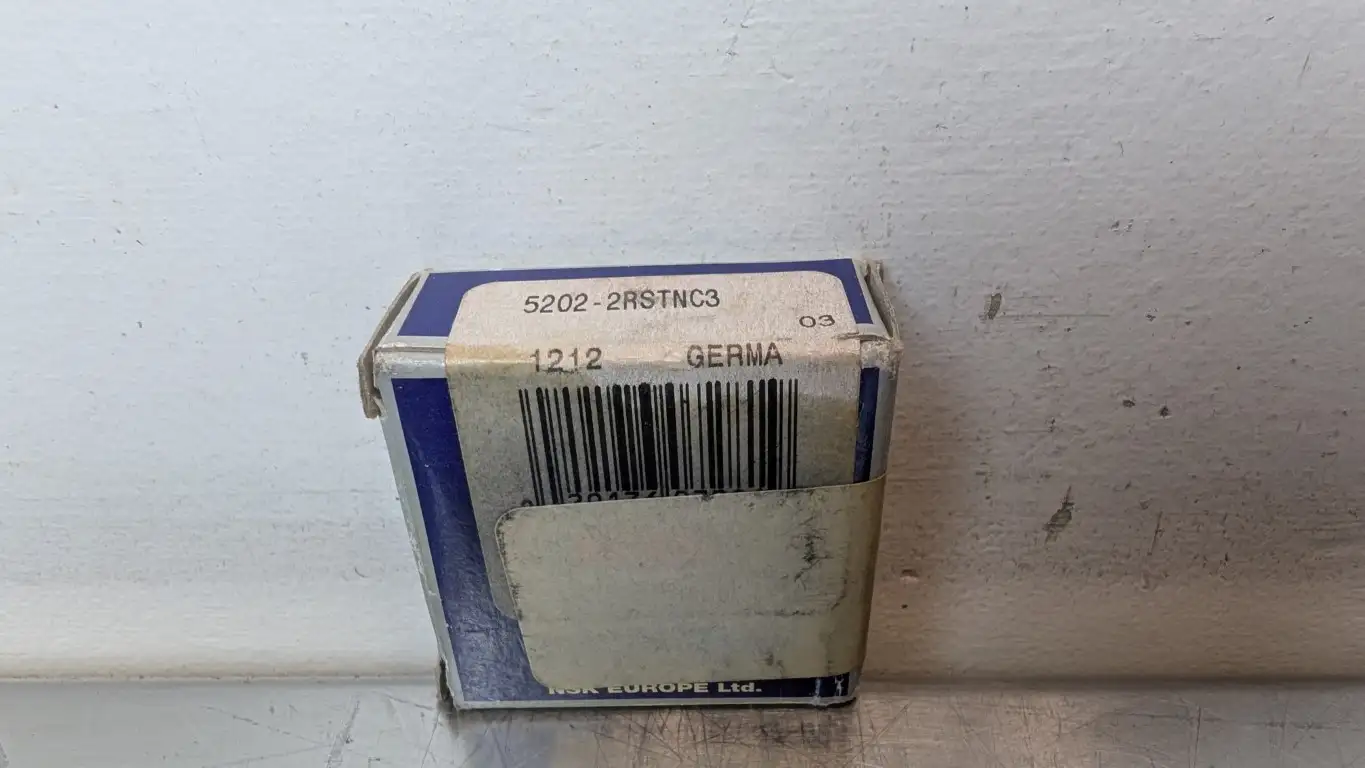 5202-2RSTNC3
03
1212 GERMA
NSK EUROPE Ltd.